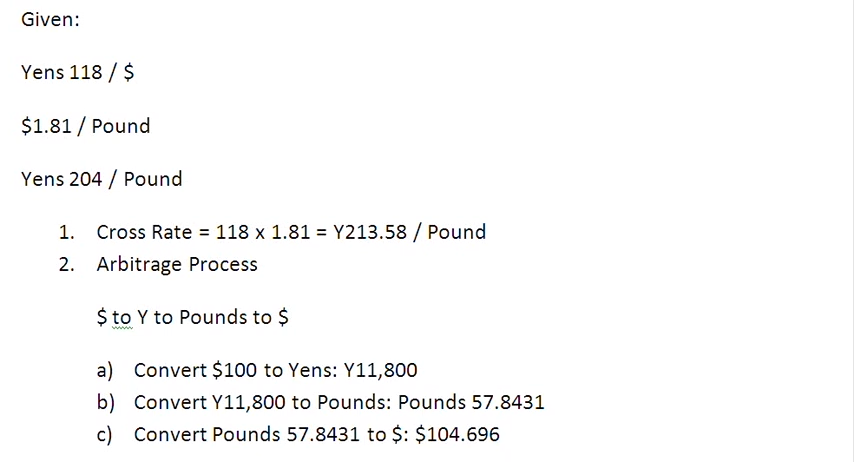 Given:
Yens 118 / $
$1.81 / Pound
Yens 204 / Pound
1. Cross Rate = 118 x 1.81 = Y213.58 / Pound
2. Arbitrage Process
$ to Y to Pounds to $
a) Convert $100 to Yens: Y11,800
b) Convert Y11,800 to Pounds: Pounds 57.8431
c) Convert Pounds 57.8431 to $: $104.696